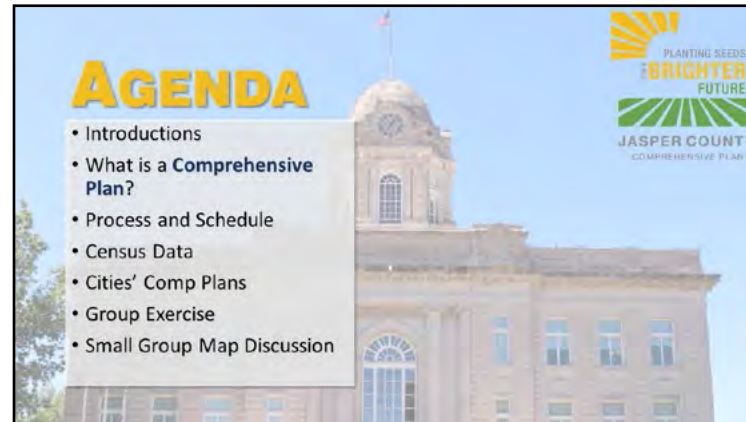 AGENDA
• Introductions
• What is a Comprehensive
Plan?
• Process and Schedule
• Census Data
• Cities' Comp Plans
• Group Exercise
• Small Group Map Discussion
PLANTING SEEDS
FOR A
BRIGHTER
FUTURE
JASPER COUNT
COMPREHENSIVE PLAN